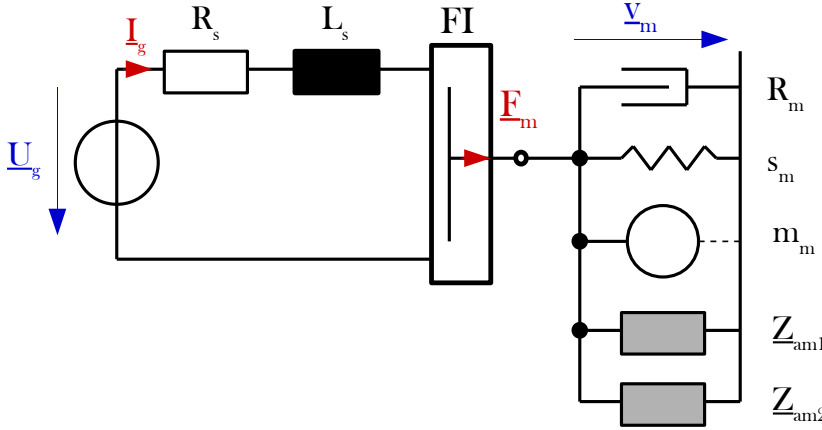 I_g R_s L_s FI v_m
U_g
F_m
R_m
s_m
m_m
Z_am1
Z_am2